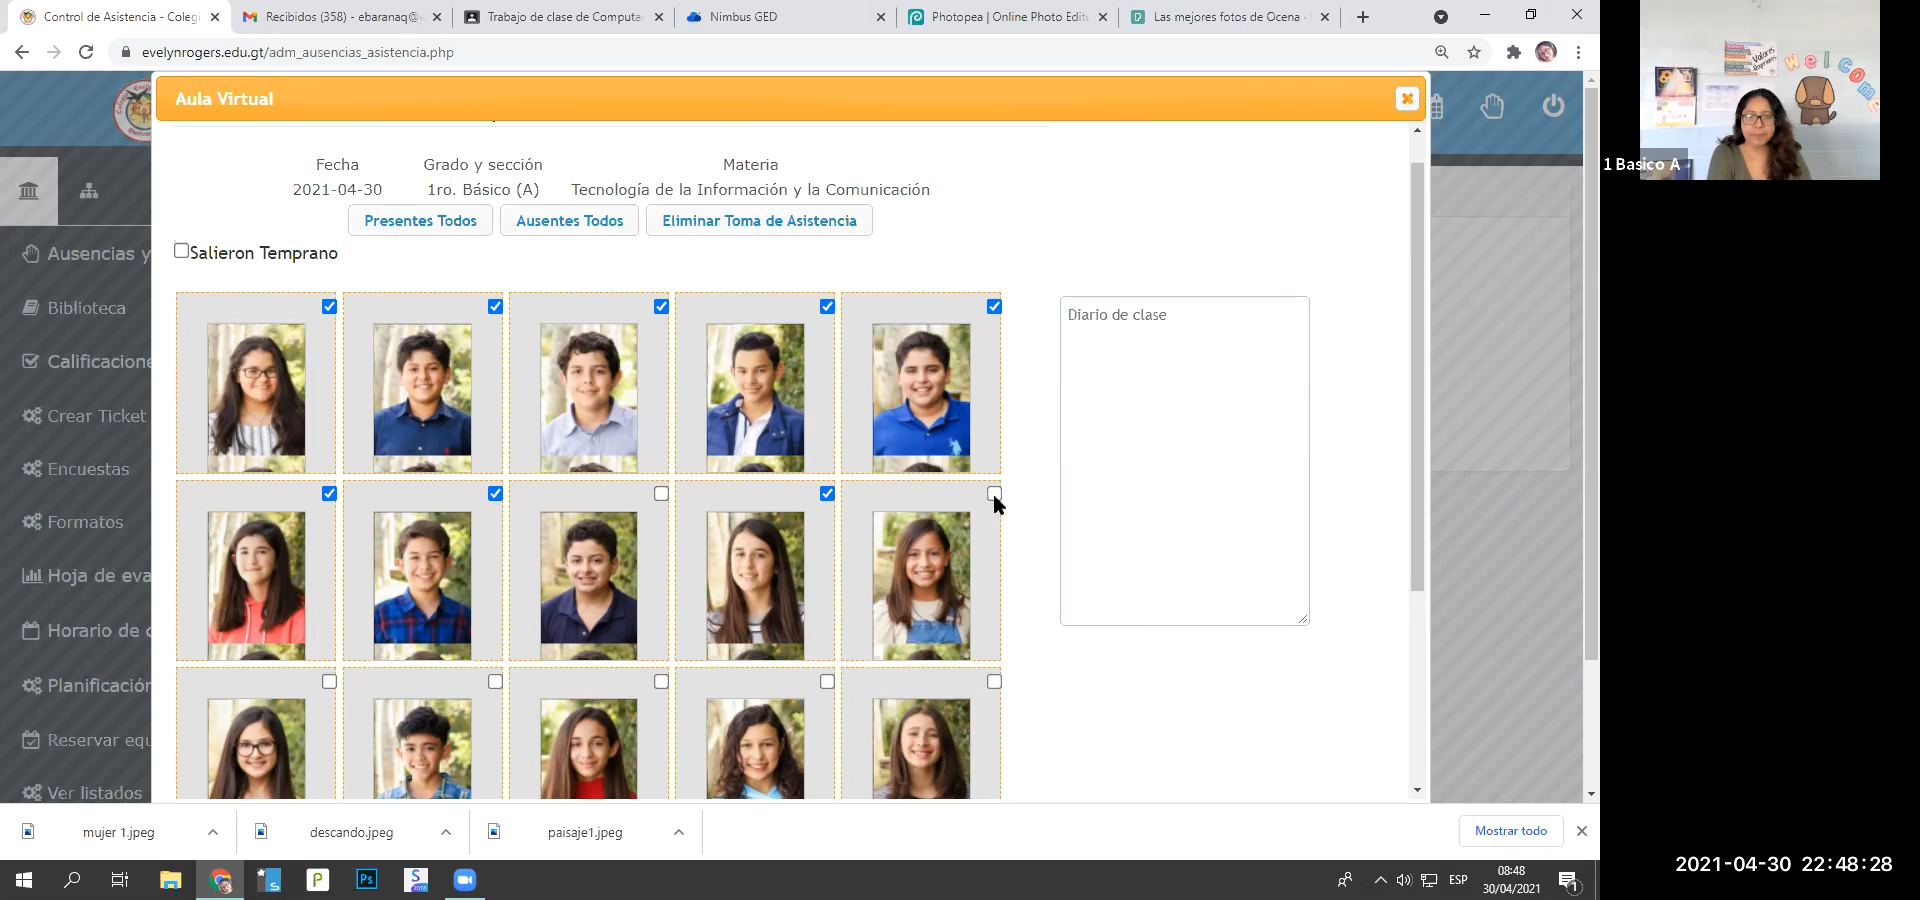 Control de Asistencia - Colegi
Recibidos (358) - ebaranaq@
Trabajo de clase de Computa
Nimbus GED
Photopea | Online Photo Edit
Las mejores fotos de Ocena -
evelynrogers.edu.gt/adm_ausencias_asistencia.php
Aula Virtual
Fecha Grado y sección Materia
2021-04-30 1ro. Básico (A) Tecnología de la Información y la Comunicación
Presentes Todos Ausentes Todos Eliminar Toma de Asistencia
Salieron Temprano
Diario de clase
Ausencias y
Biblioteca
Calificacione
Crear Ticket
Encuestas
Formatos
Hoja de eva
Horario de c
Planificación
Reservar equ
Ver listados
Valores
welcome
1 Basico A
mujer 1.jpeg
descando.jpeg
paisaje1.jpeg
Mostrar todo
P
Ps
S
ESP
08:48
30/04/2021
1
2021-04-30 22:48:28